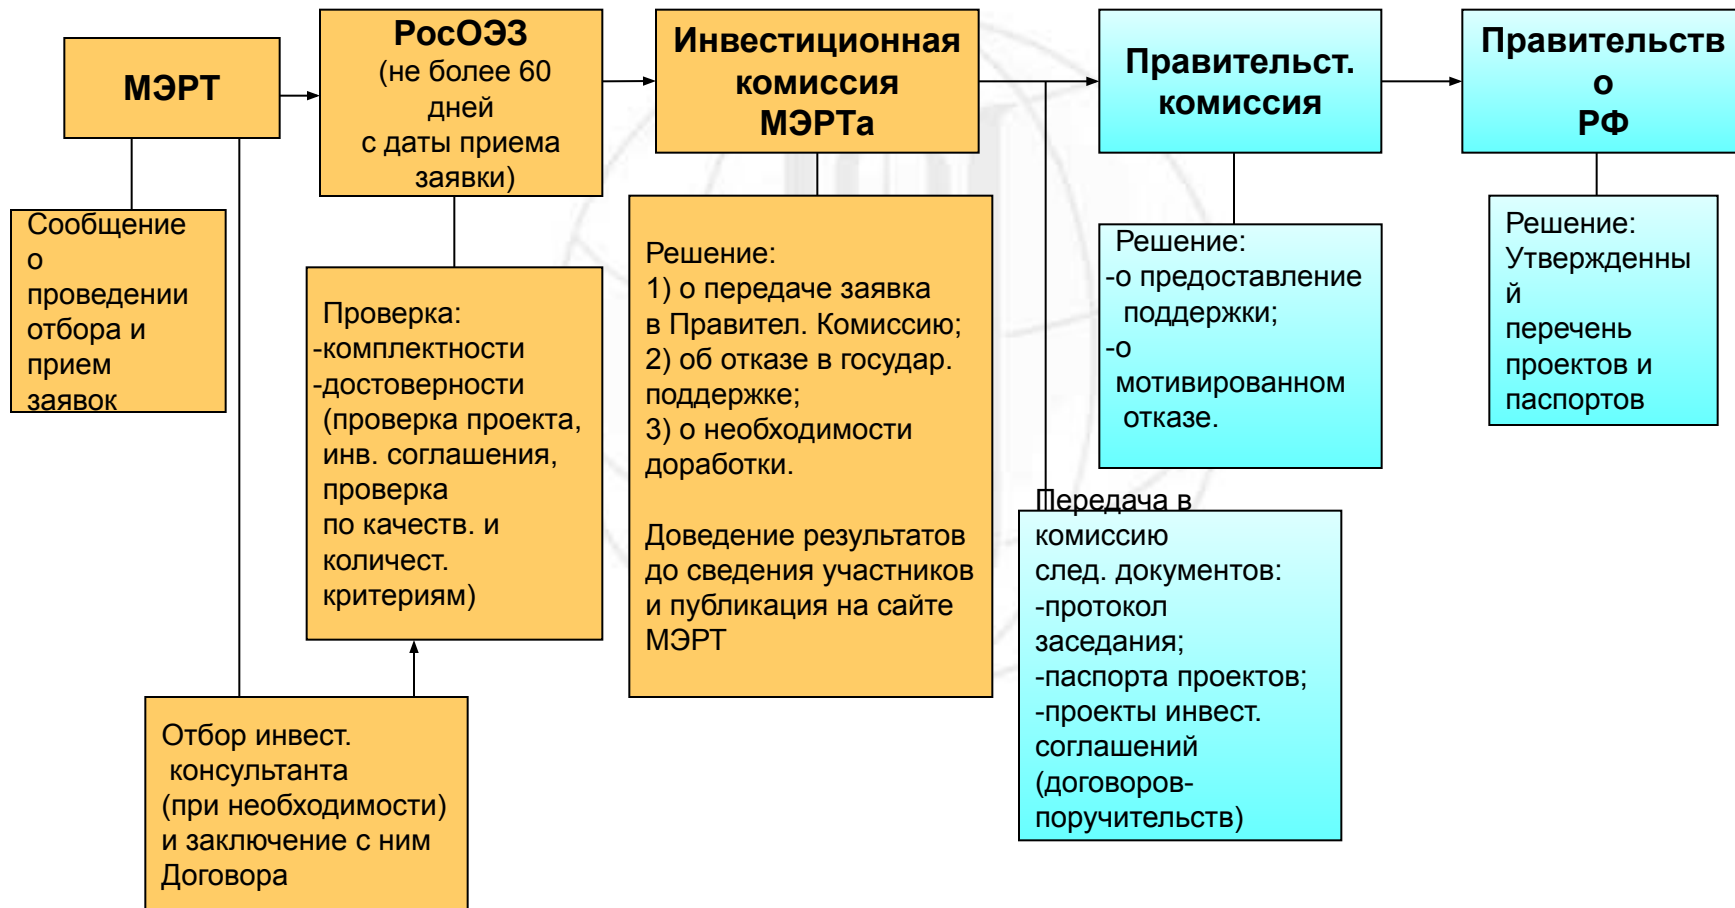 МЭРТ
РосОЭЗ
(не более 60
дней
с даты приема
заявки)
Инвестиционная
комиссия
МЭРТа
Правительст.
комиссия
Правительств
о
РФ
Сообщение
о
проведении
отбора и
прием
заявок
Проверка:
-комплектности
-достоверности
(проверка проекта,
инв. соглашения,
проверка
по качеств. и
количест.
критериям)
Решение:
1) о передаче заявка
в Правител. Комиссию;
2) об отказе в государ.
поддержке;
3) о необходимости
доработки.
Доведение результатов
до сведения участников
и публикация на сайте
МЭРТ
Решение:
-о предоставление
поддержки;
-о
мотивированном
отказе.
Решение:
Утвержденны
й
перечень
проектов и
паспортов
Передача в
комиссию
след. документов:
-протокол
заседания;
-паспорта проектов;
-проекты инвест.
соглашений
(договоров-
поручительств)
Отбор инвест.
консультанта
(при необходимости)
и заключение с ним
Договора